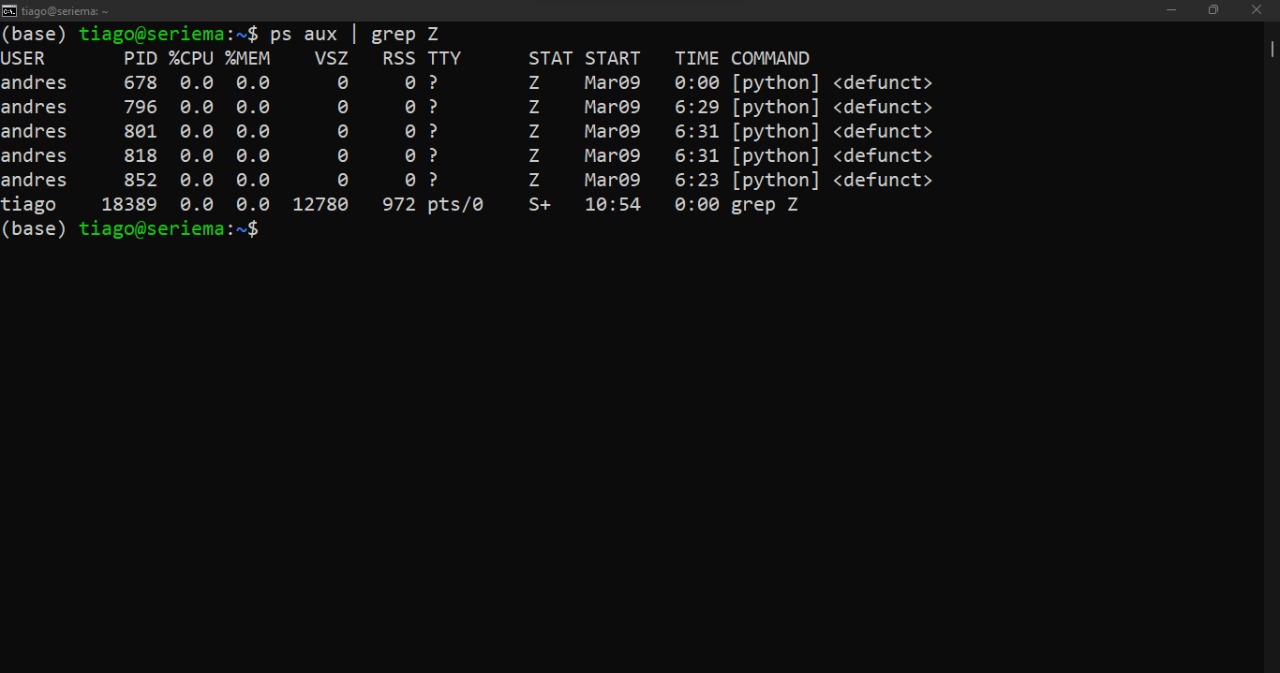 tiago@seriema: ~
(base) tiago@seriema:~$ ps aux | grep Z
USER       PID %CPU %MEM    VSZ   RSS TTY      STAT START   TIME COMMAND
andres     678  0.0  0.0      0     0 ?        Z    Mar09   0:00 [python] <defunct>
andres     796  0.0  0.0      0     0 ?        Z    Mar09   6:29 [python] <defunct>
andres     801  0.0  0.0      0     0 ?        Z    Mar09   6:31 [python] <defunct>
andres     818  0.0  0.0      0     0 ?        Z    Mar09   6:31 [python] <defunct>
andres     852  0.0  0.0      0     0 ?        Z    Mar09   6:23 [python] <defunct>
tiago    18389  0.0  0.0  12780   972 pts/0    S+   10:54   0:00 grep Z
(base) tiago@seriema:~$